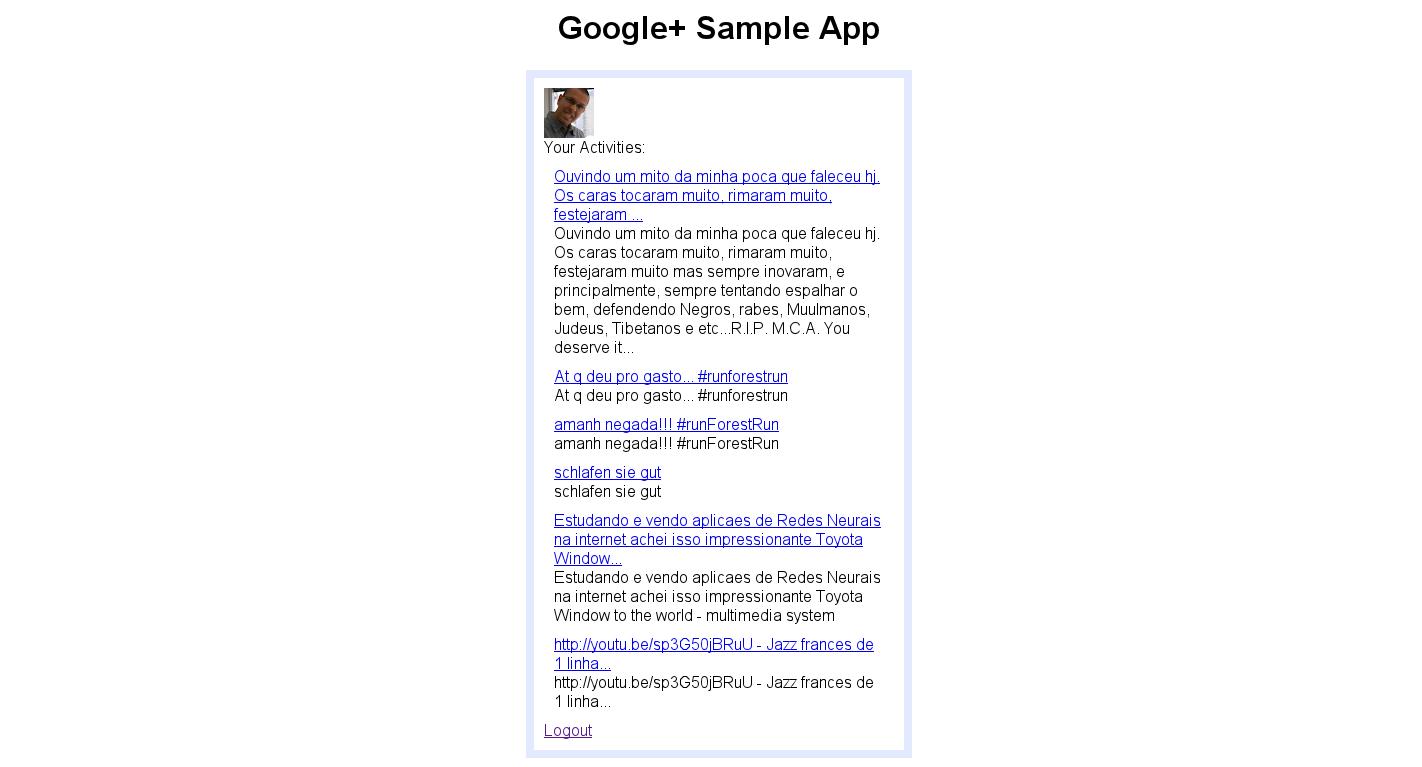 Google+ Sample App
Your Activities:
Ouvindo um mito da minha poca que faleceu hj.
Os caras tocaram muito, rimaram muito,
festejaram ...
Ouvindo um mito da minha poca que faleceu hj.
Os caras tocaram muito, rimaram muito,
festejaram muito mas sempre inovaram, e
principalmente, sempre tentando espalhar o
bem, defendendo Negros, rabes, Muulmanos,
Judeus, Tibetanos e etc...R.I.P. M.C.A. You
deserve it...
At q deu pro gasto... #runforestrun
At q deu pro gasto... #runforestrun
amanh negada!!! #runForestRun
amanh negada!!! #runForestRun
schlafen sie gut
schlafen sie gut
Estudando e vendo aplicaes de Redes Neurais
na internet achei isso impressionante Toyota
Window...
Estudando e vendo aplicaes de Redes Neurais
na internet achei isso impressionante Toyota
Window to the world - multimedia system
http://youtu.be/sp3G50jBRuU - Jazz frances de
1 linha...
http://youtu.be/sp3G50jBRuU - Jazz frances de
1 linha...
Logout